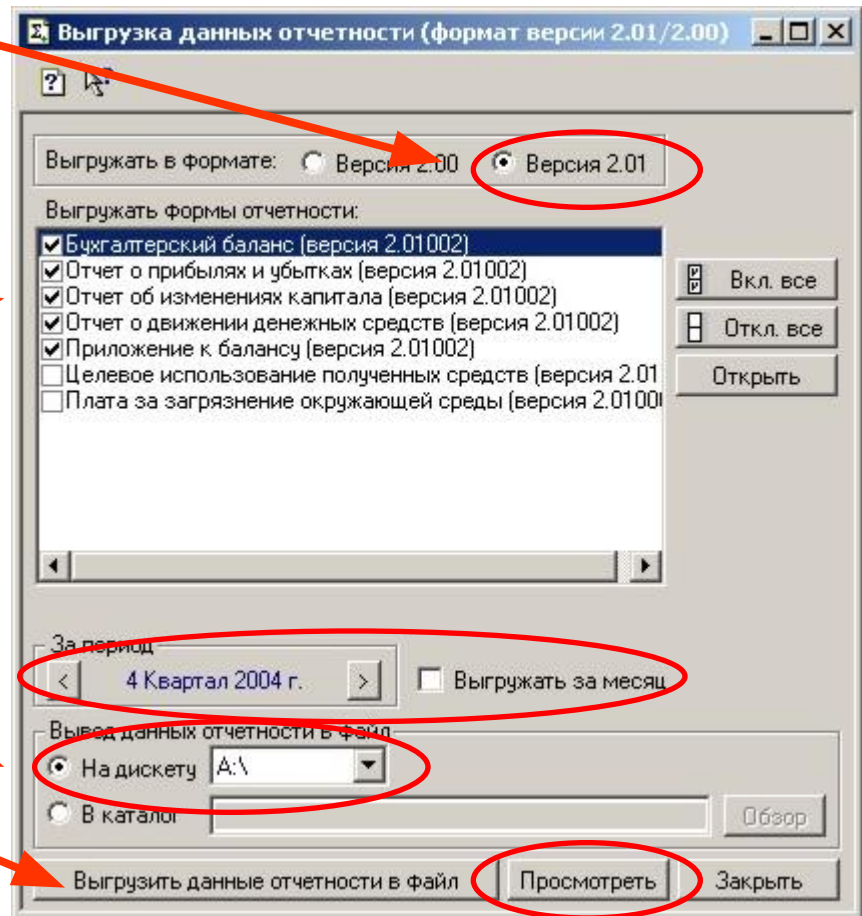 Выгрузка данных отчетности (формат версии 2.01/2.00)
Выгружать в формате: Версия 2.00 Версия 2.01
Выгружать формы отчетности:
Бухгалтерский баланс (версия 2.01002)
Отчет о прибылях и убытках (версия 2.01002)
Отчет об изменениях капитала (версия 2.01002)
Отчет о движении денежных средств (версия 2.01002)
Приложение к балансу (версия 2.01002)
Целевое использование полученных средств (версия 2.01
Плата за загрязнение окружающей среды (версия 2.0100
Вкл. все
Откл. все
Открыть
За период
< 4 Квартал 2004 г. > Выгружать за месяц
Вывод данных отчетности в файл
На дискету A:\
В каталог Обзор
Выгрузить данные отчетности в файл Просмотреть Закрыть